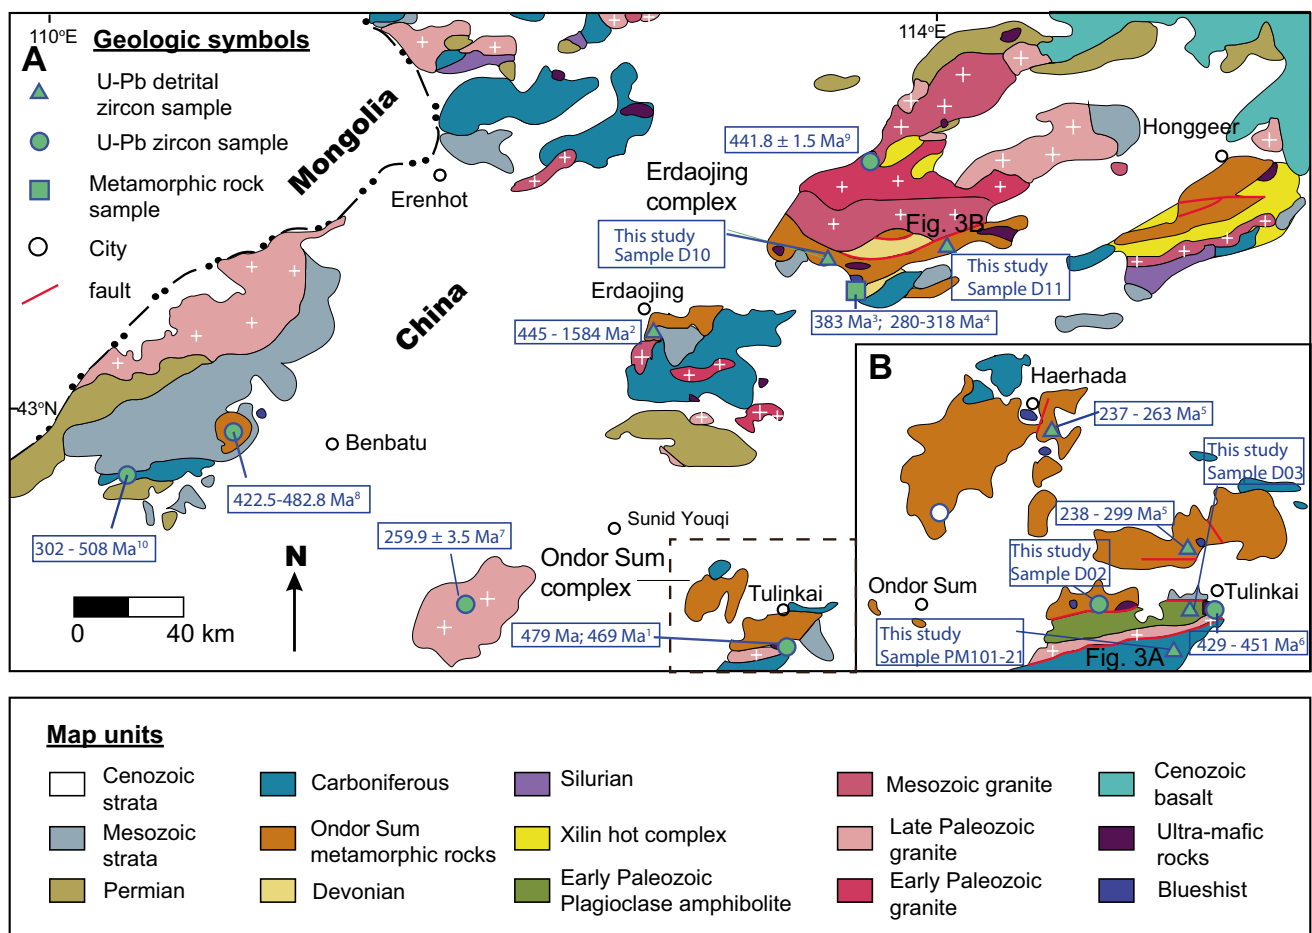 110°E
114°E
A
Geologic symbols
U-Pb detrital
zircon sample
U-Pb zircon sample
Metamorphic rock
sample
City
fault
Mongolia
China
Erenhot
Honggeer
441.8 ± 1.5 Ma⁹
Erdaojing
complex
Fig. 3B
This study
Sample D10
This study
Sample D11
Erdaojing
445 - 1584 Ma²
383 Ma³; 280-318 Ma⁴
43°N
Benbatu
422.5-482.8 Ma⁸
302 - 508 Ma¹⁰
259.9 ± 3.5 Ma⁷
Sunid Youqi
Ondor Sum
complex
Tulinkai
479 Ma; 469 Ma¹
N
0 40 km
B
Haerhada
237 - 263 Ma⁵
This study
Sample D03
238 - 299 Ma⁵
This study
Sample D02
Ondor Sum
Tulinkai
This study
Sample PM101-21
429 - 451 Ma⁶
Fig. 3A
Map units
Cenozoic
strata
Mesozoic
strata
Permian
Carboniferous
Ondor Sum
metamorphic rocks
Devonian
Silurian
Xilin hot complex
Early Paleozoic
Plagioclase amphibolite
Mesozoic granite
Late Paleozoic
granite
Early Paleozoic
granite
Cenozoic
basalt
Ultra-mafic
rocks
Blueshist